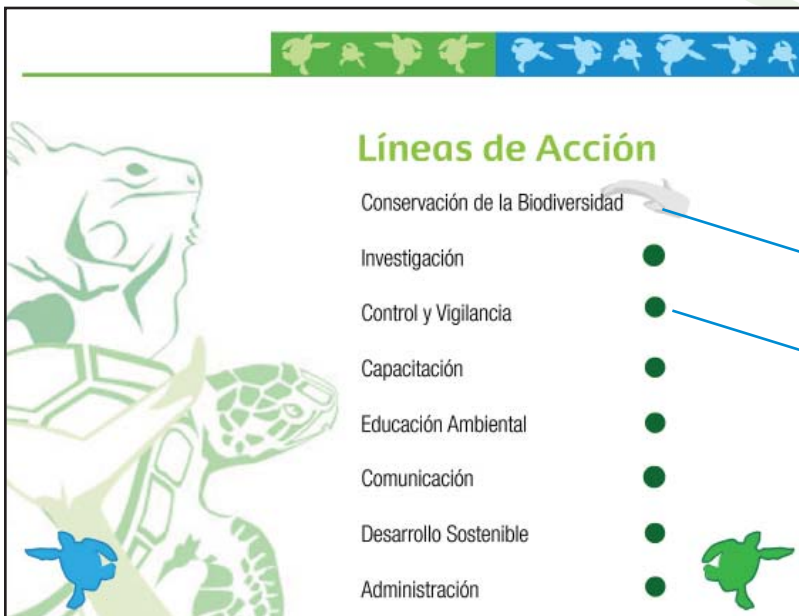 Líneas de Acción
Conservación de la Biodiversidad
Investigación
Control y Vigilancia
Capacitación
Educación Ambiental
Comunicación
Desarrollo Sostenible
Administración